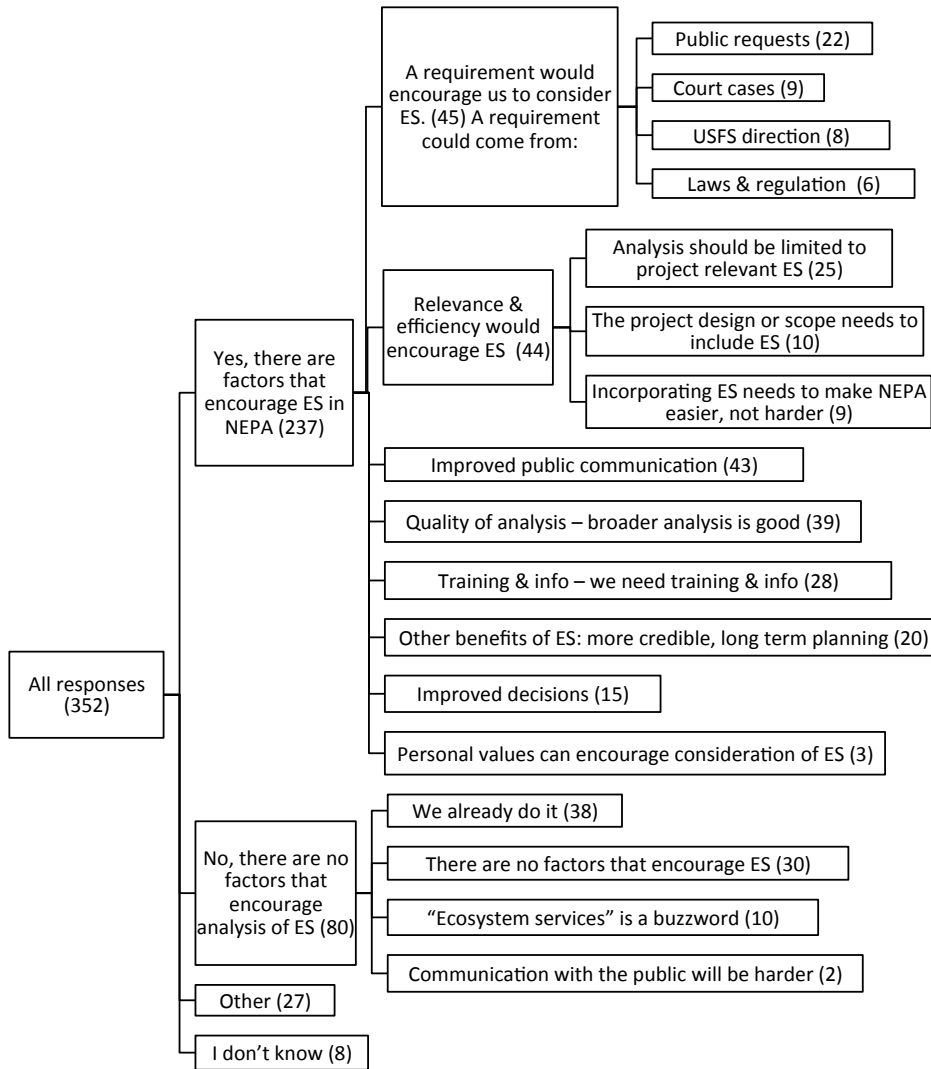 All responses
(352)
Yes, there are
factors that
encourage ES in
NEPA (237)
A requirement would
encourage us to consider
ES. (45) A requirement
could come from:
Public requests (22)
Court cases (9)
USFS direction (8)
Laws & regulation (6)
Relevance &
efficiency would
encourage ES (44)
Analysis should be limited to
project relevant ES (25)
The project design or scope needs to
include ES (10)
Incorporating ES needs to make NEPA
easier, not harder (9)
Improved public communication (43)
Quality of analysis – broader analysis is good (39)
Training & info – we need training & info (28)
Other benefits of ES: more credible, long term planning (20)
Improved decisions (15)
Personal values can encourage consideration of ES (3)
No, there are no
factors that
encourage
analysis of ES (80)
We already do it (38)
There are no factors that encourage ES (30)
“Ecosystem services” is a buzzword (10)
Communication with the public will be harder (2)
Other (27)
I don’t know (8)